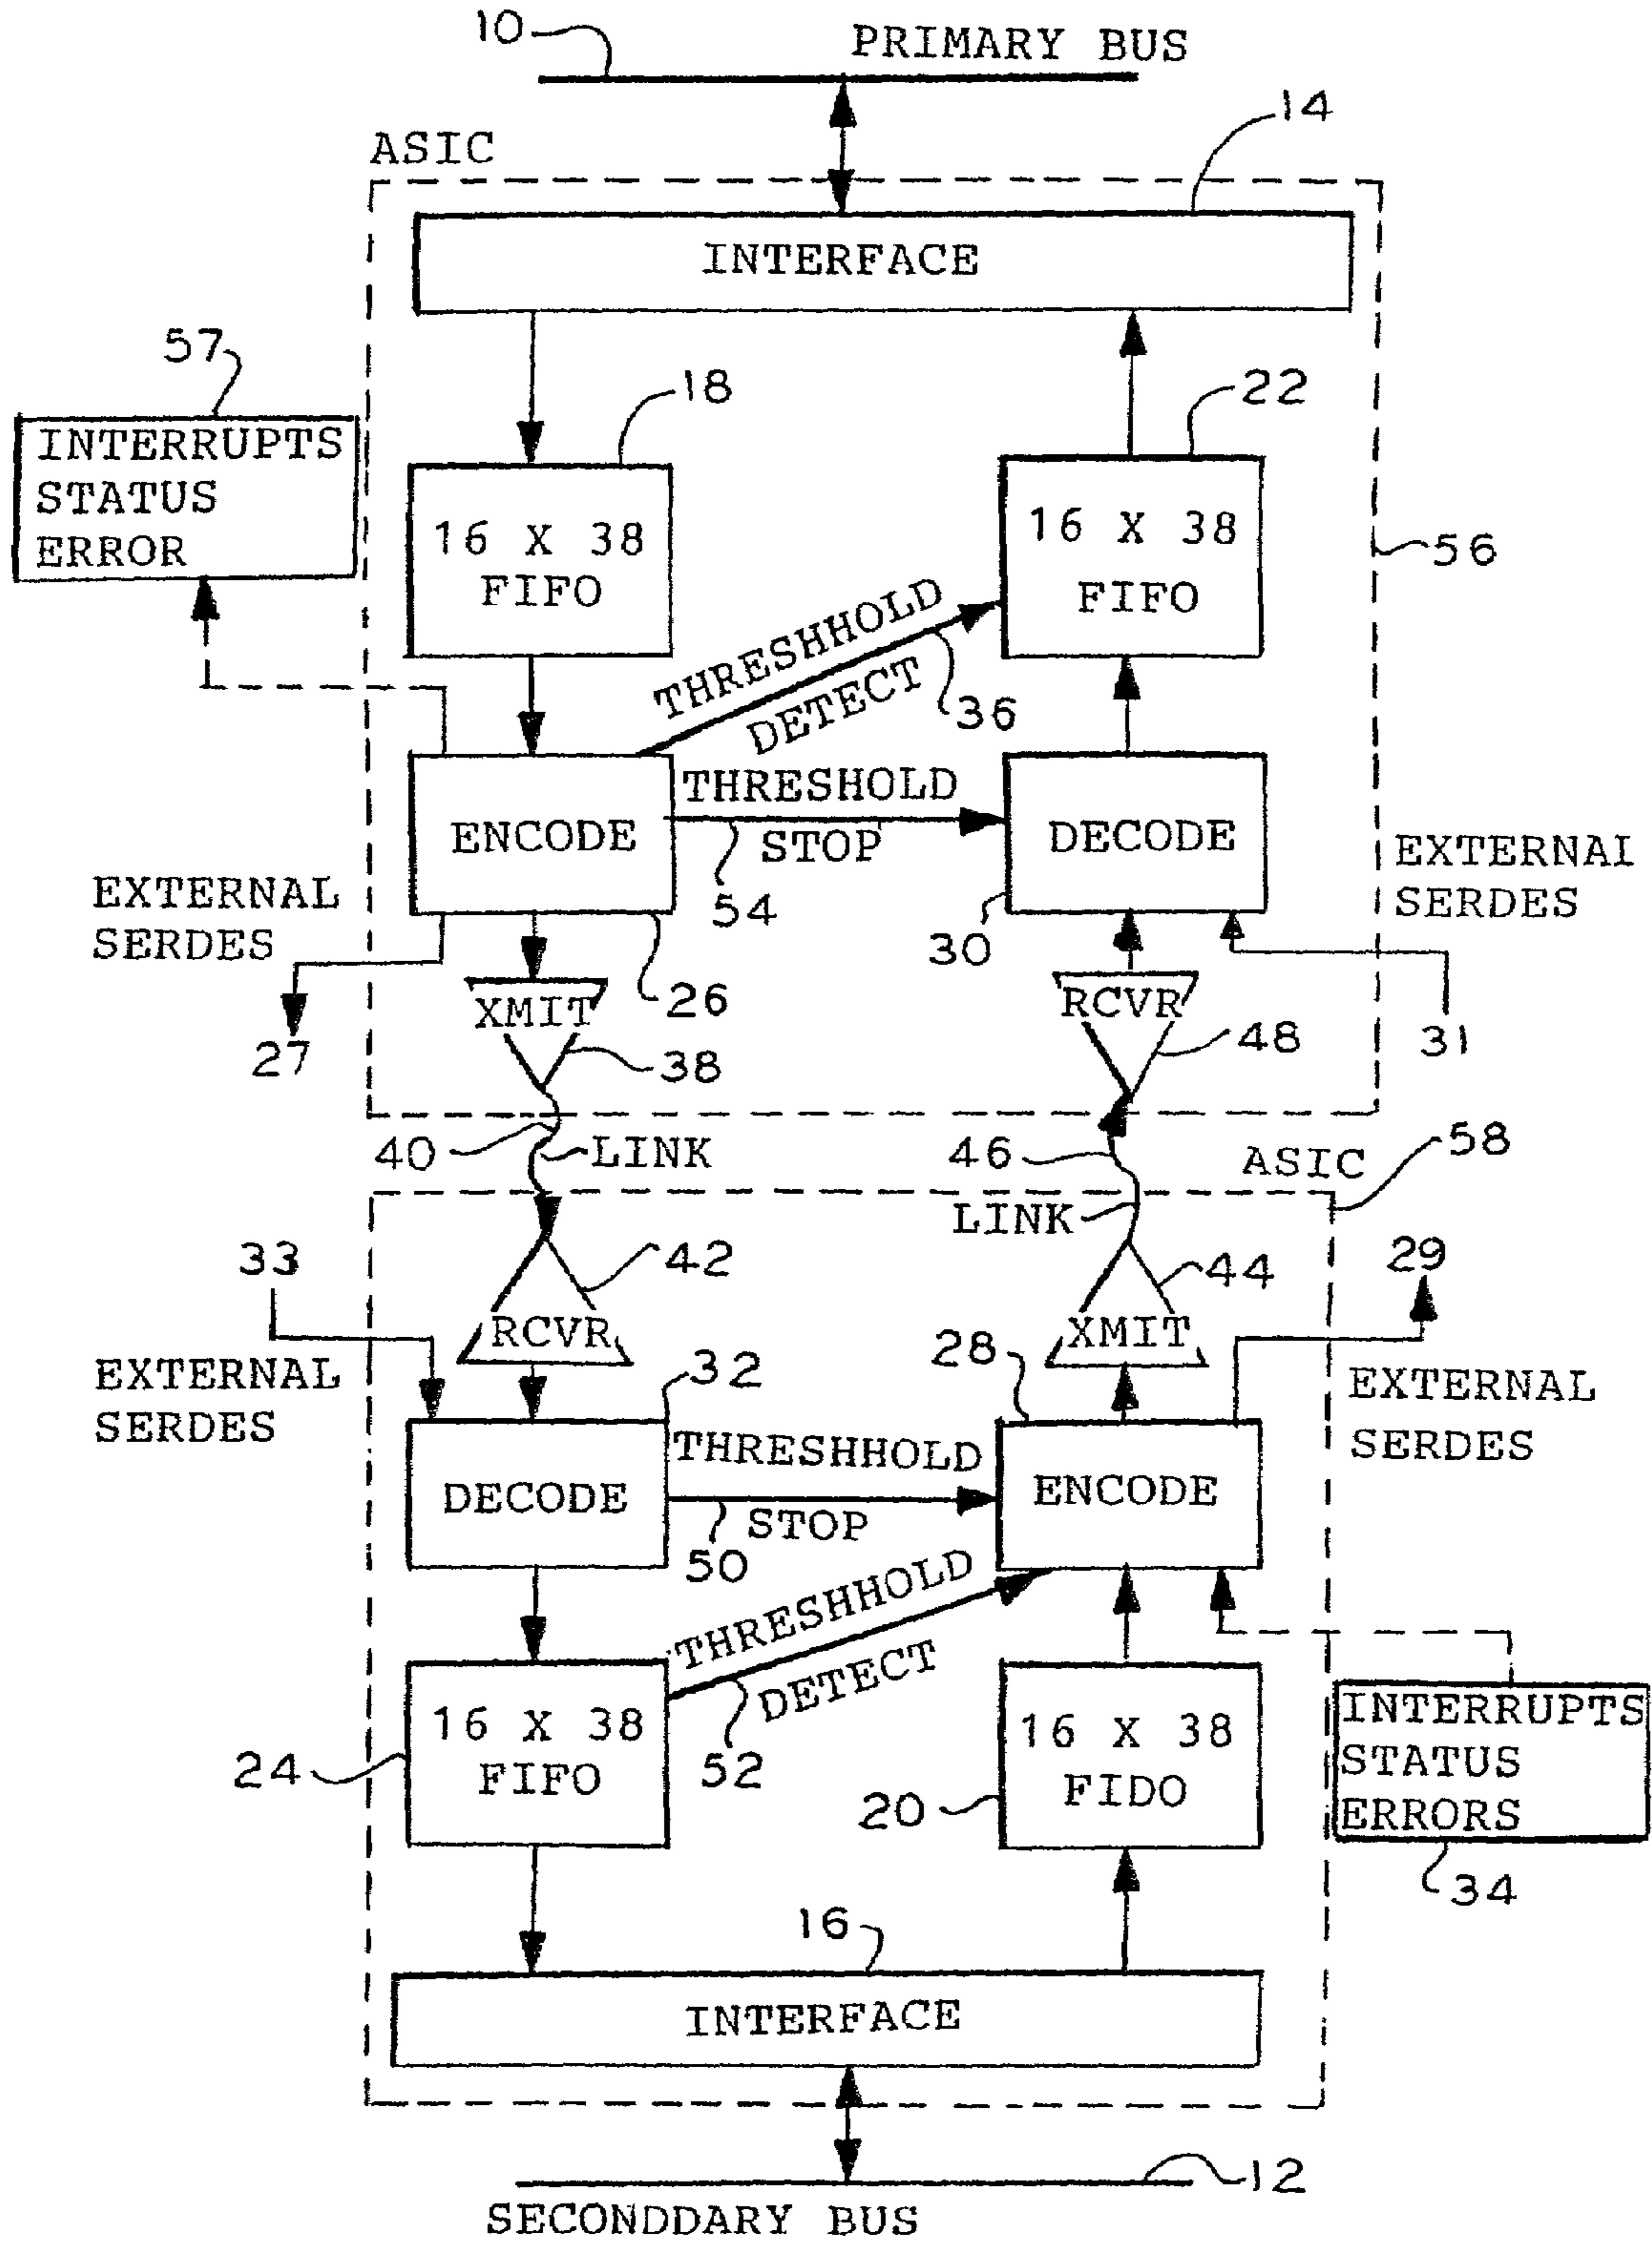 10
PRIMARY BUS
14
ASIC
INTERFACE
57
18
22
INTERRUPTS
STATUS
ERROR
16 X 38
FIFO
16 X 38
FIFO
56
THRESHHOLD
DETECT
36
ENCODE
THRESHOLD
STOP
54
DECODE
30
EXTERNAL
SERDES
EXTERNAI
SERDES
26
27
XMIT
38
RCVR
48
31
40
LINK
46
LINK
ASIC
58
33
42
44
29
RCVR
XMIT
EXTERNAL
SERDES
32
28
EXTERNAL
SERDES
DECODE
THRESHHOLD
STOP
50
ENCODE
THRESHHOLD
DETECT
52
24
16 X 38
FIFO
20
16 X 38
FIDO
INTERRUPTS
STATUS
ERRORS
34
16
INTERFACE
12
SECONDDARY BUS